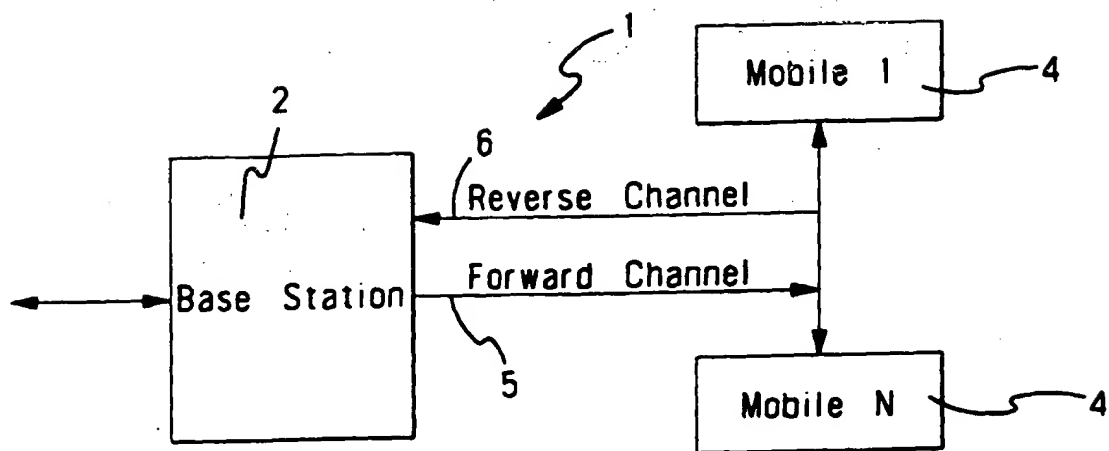 1
Mobile 1
4
2
6
Reverse Channel
Forward Channel
Base Station
5
Mobile N
4